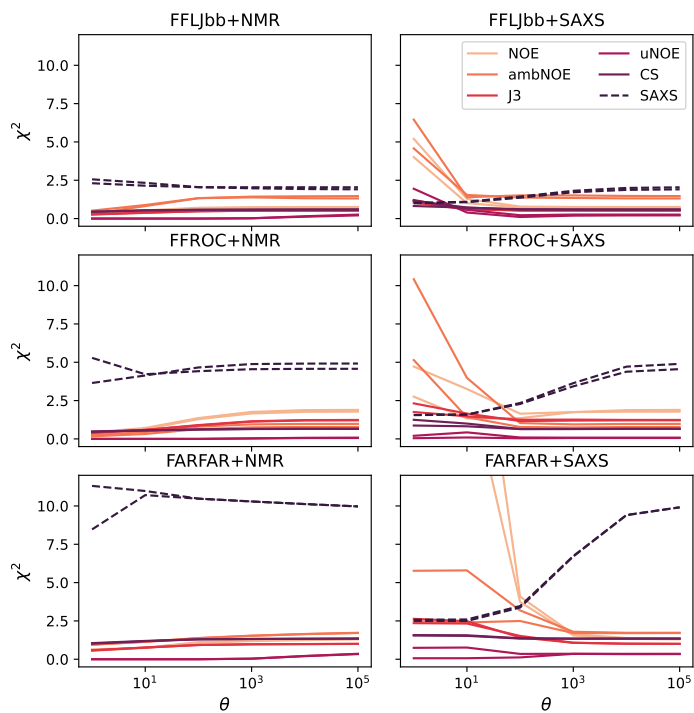 FFLJbb+NMR
FFLJbb+SAXS
10.0
7.5
5.0
2.5
0.0
χ²
NOE
ambNOE
J3
uNOE
CS
SAXS
FFROC+NMR
FFROC+SAXS
10.0
7.5
5.0
2.5
0.0
χ²
FARFAR+NMR
FARFAR+SAXS
10.0
7.5
5.0
2.5
0.0
χ²
10¹ 10³ 10⁵
θ
10¹ 10³ 10⁵
θ